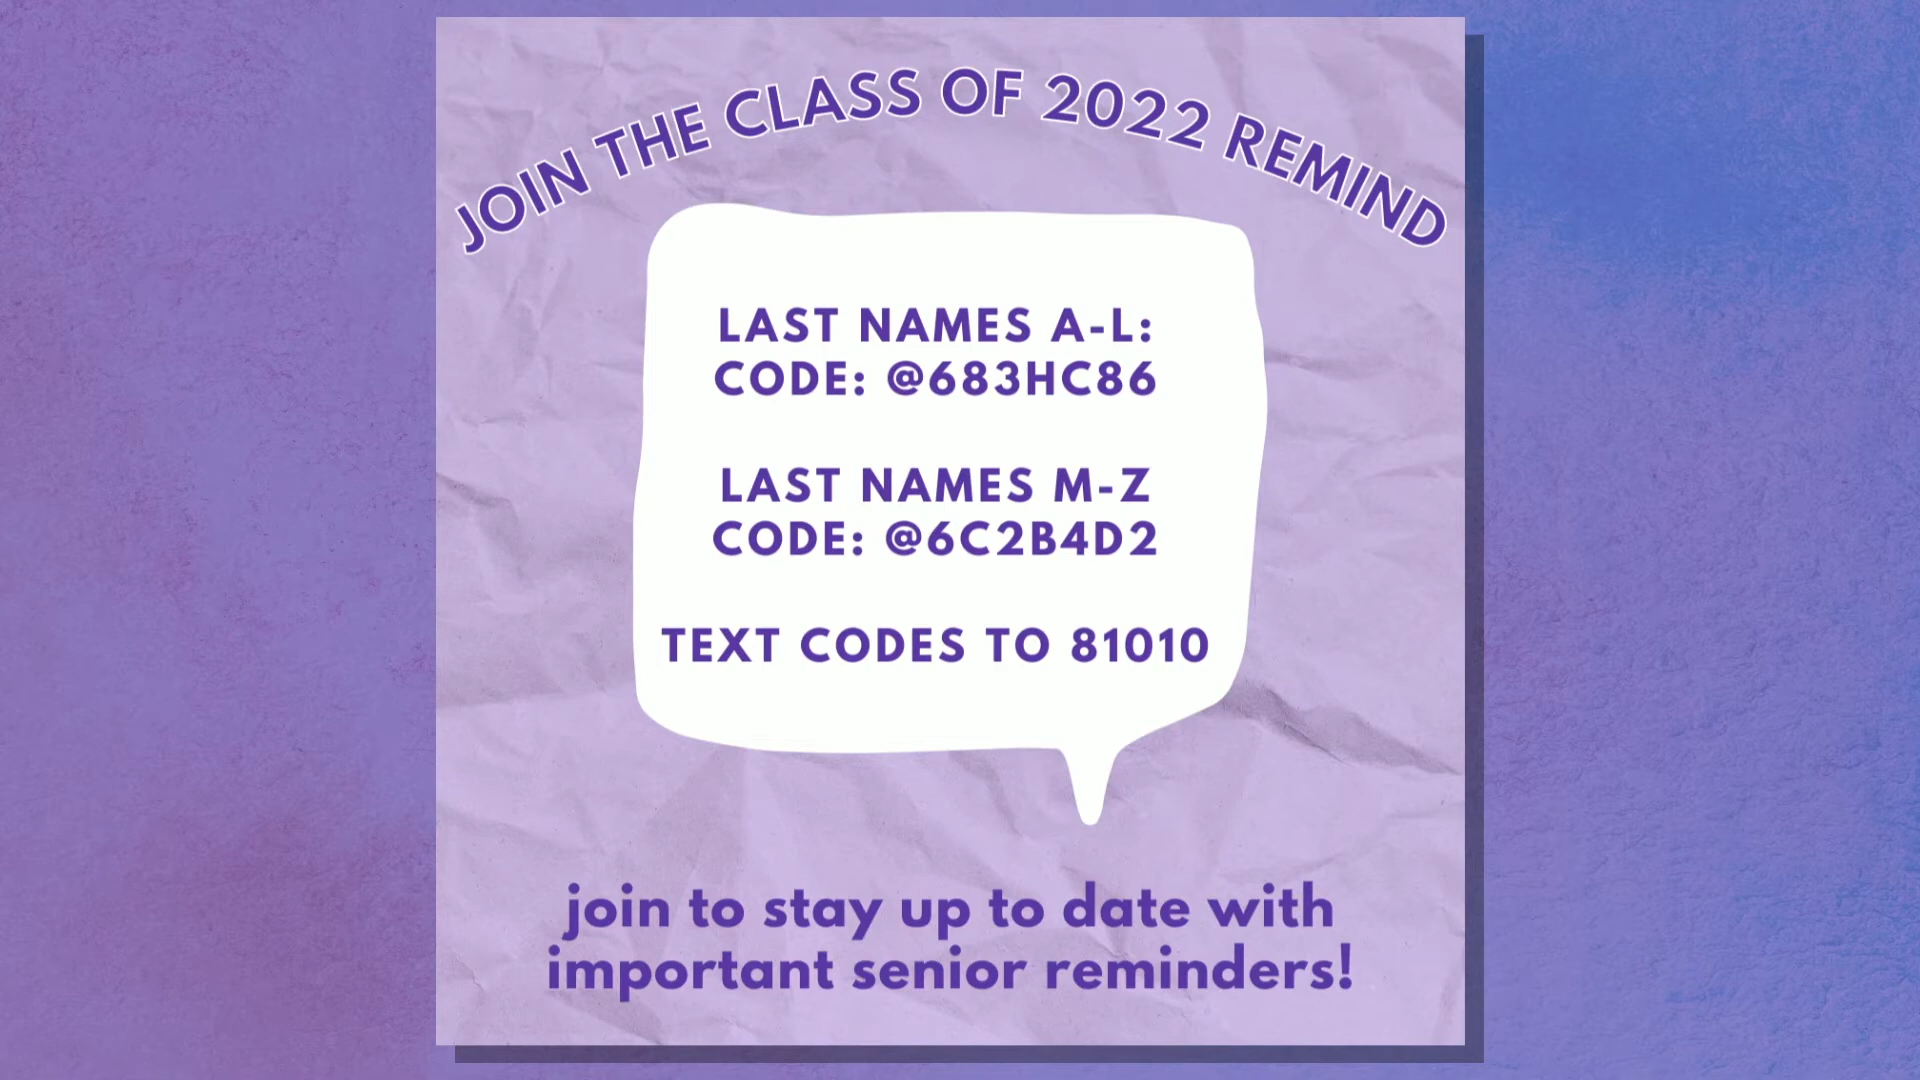 JOIN THE CLASS OF 2022 REMIND
LAST NAMES A-L:
CODE: @683HC86
LAST NAMES M-Z
CODE: @6C2B4D2
TEXT CODES TO 81010
join to stay up to date with
important senior reminders!